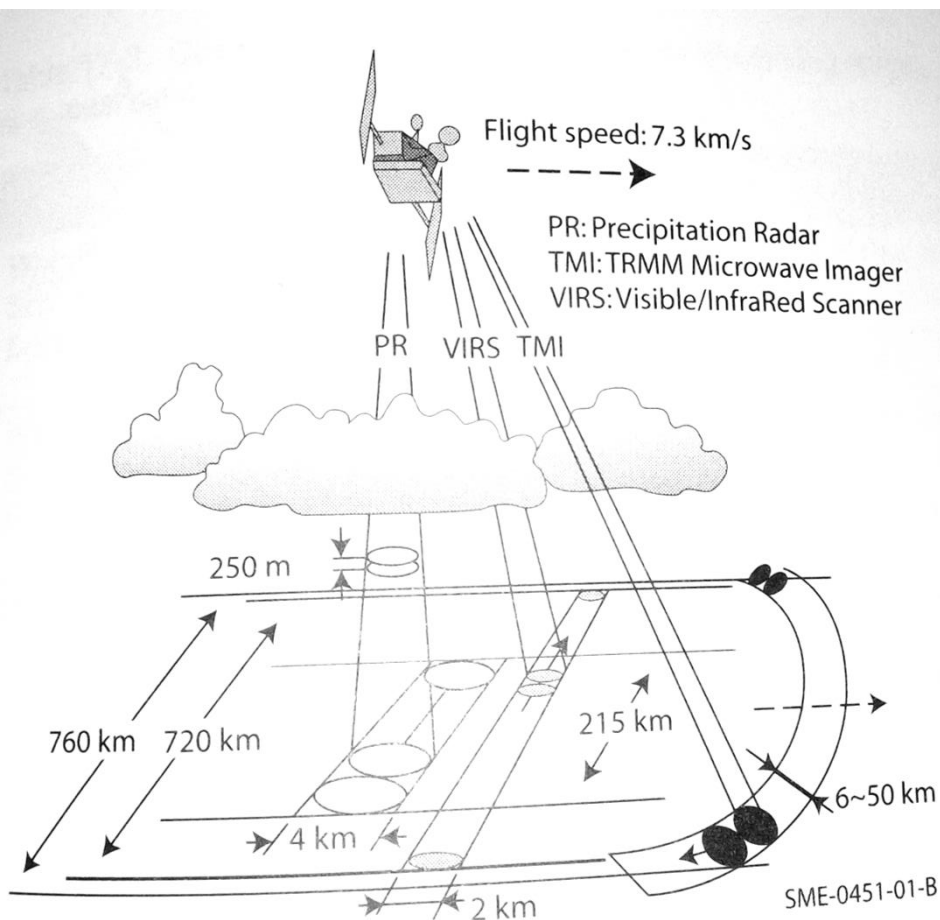 Flight speed: 7.3 km/s
PR: Precipitation Radar
TMI: TRMM Microwave Imager
VIRS: Visible/InfraRed Scanner
PR VIRS TMI
250 m
760 km 720 km
215 km
6~50 km
4 km
2 km
SME-0451-01-B